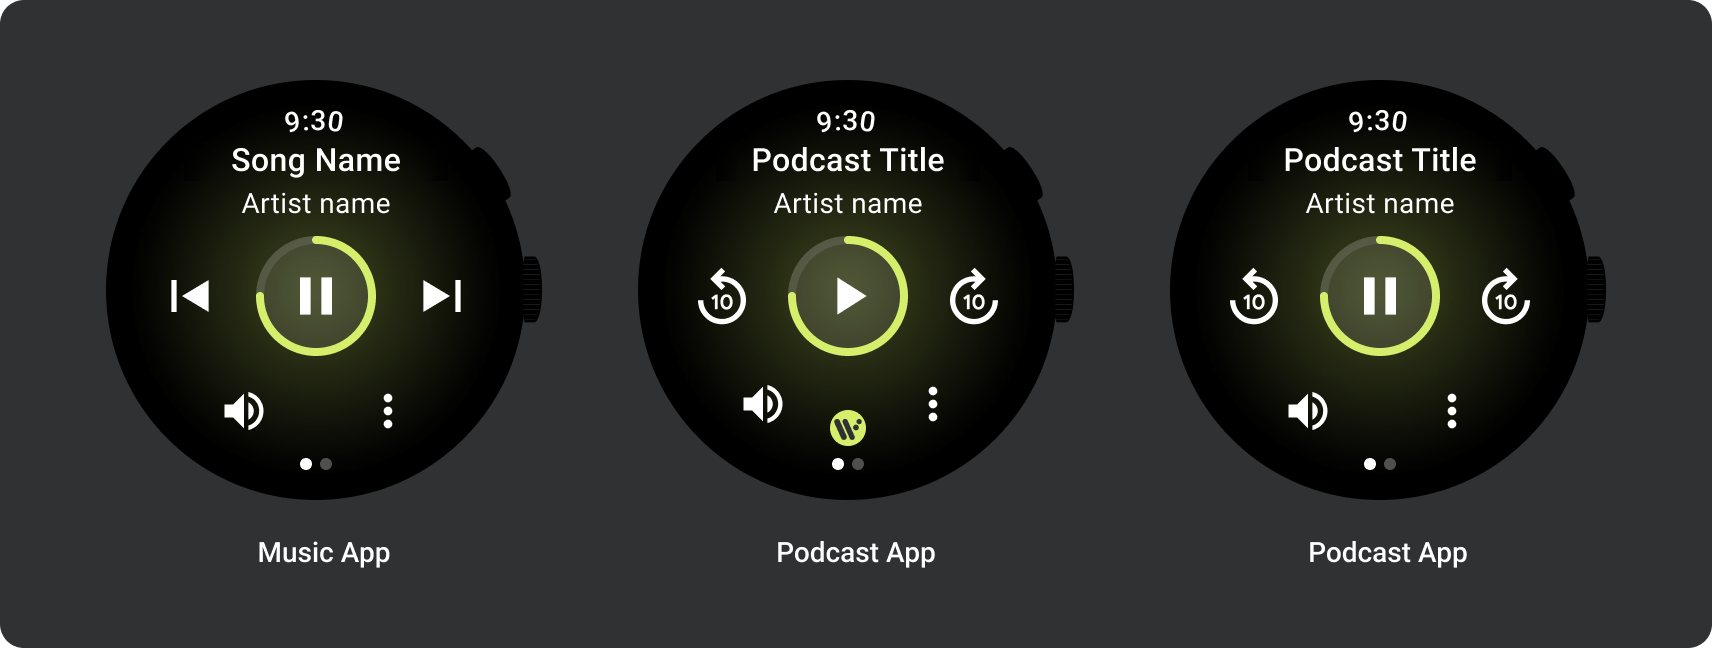 9:30
Song Name
Artist name
Music App
9:30
Podcast Title
Artist name
10
10
Podcast App
9:30
Podcast Title
Artist name
10
10
Podcast App